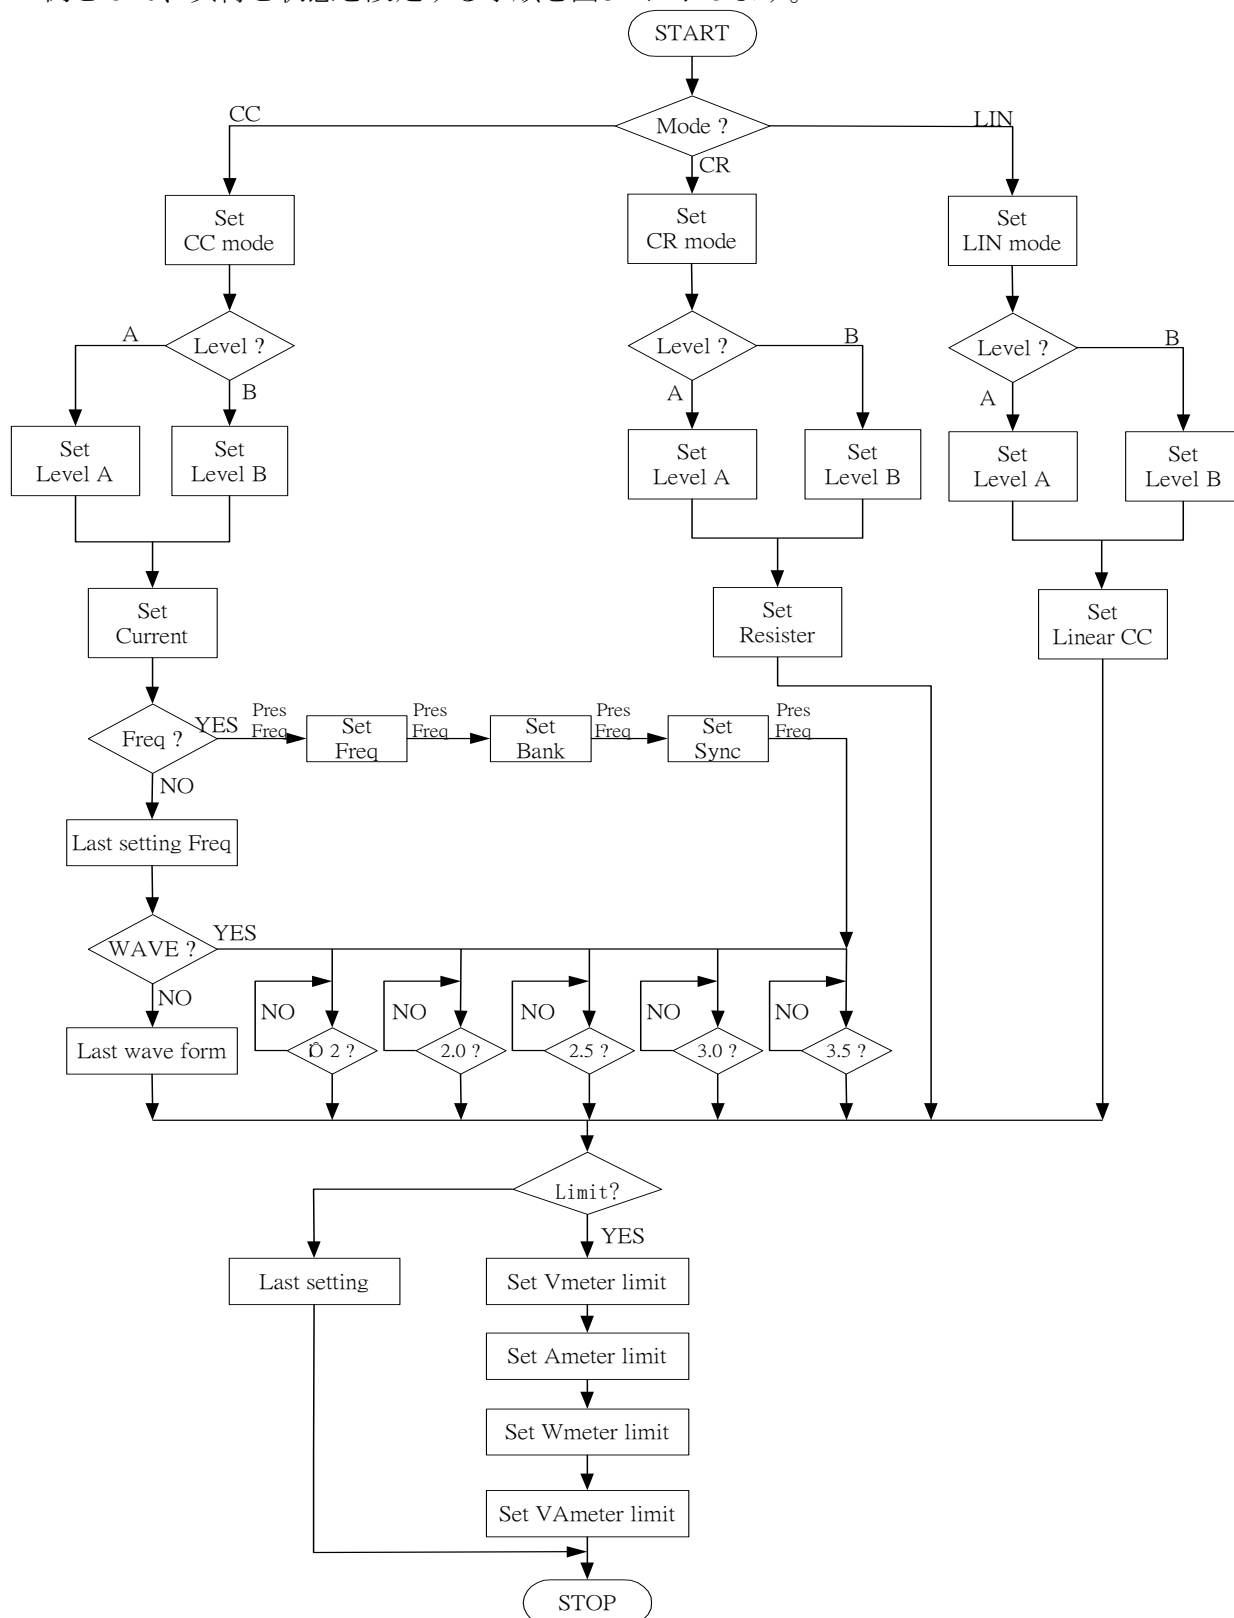 START
Mode ?
CC
CR
LIN
Set
CC mode
Set
CR mode
Set
LIN mode
Level ?
A
B
Level ?
A
B
Level ?
A
B
Set
Level A
Set
Level B
Set
Level A
Set
Level B
Set
Level A
Set
Level B
Set
Current
Set
Resister
Set
Linear CC
Freq ?
YES
Pres
Freq
Set
Freq
Pres
Freq
Set
Bank
Pres
Freq
Set
Sync
Pres
Freq
NO
Last setting Freq
WAVE ?
YES
NO
Last wave form
NO
2 ?
NO
2.0 ?
NO
2.5 ?
NO
3.0 ?
NO
3.5 ?
Limit?
YES
Last setting
Set Vmeter limit
Set Ameter limit
Set Wmeter limit
Set VAmeter limit
STOP